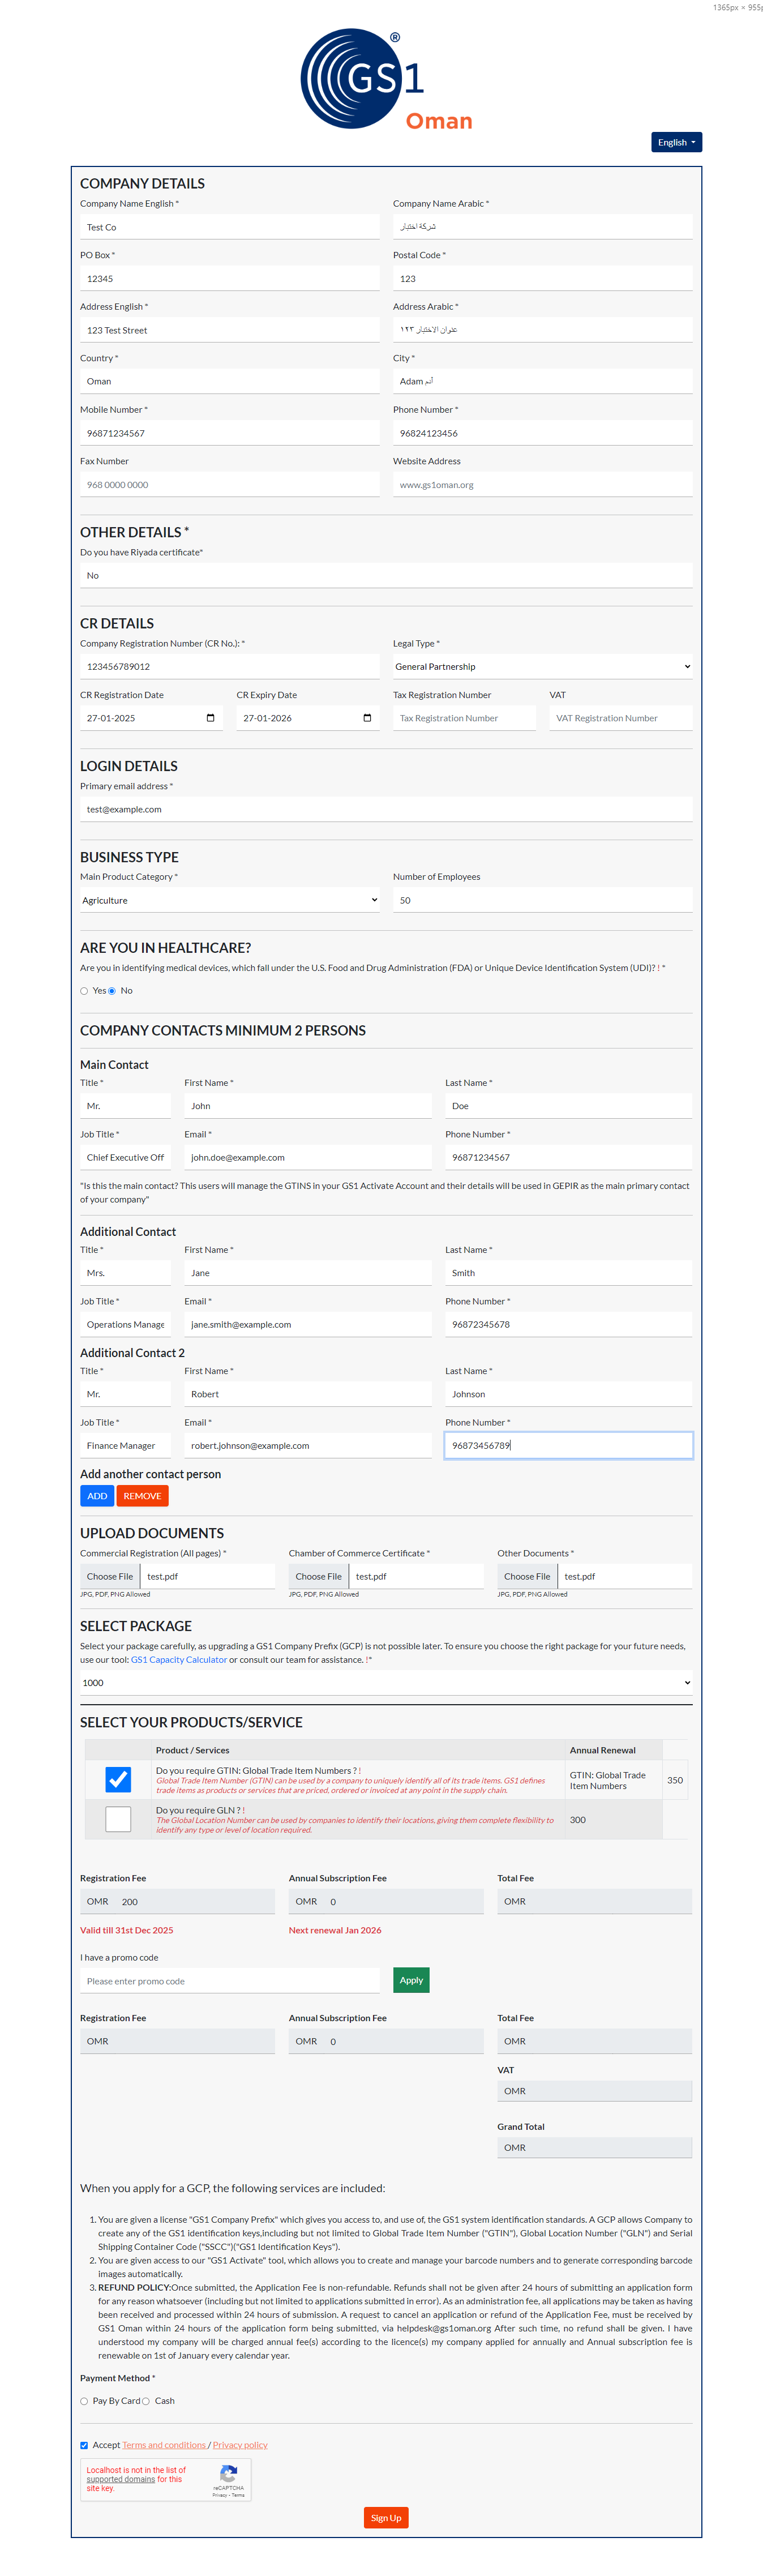 1365px × 955p
GS1 ®
Oman
English
COMPANY DETAILS
Company Name English *
Company Name Arabic *
Test Co
شركة اختبار
PO Box *
Postal Code *
12345
123
Address English *
Address Arabic *
123 Test Street
عنوان الاختبار ١٢٣
Country *
City *
Oman
Adam آدم
Mobile Number *
Phone Number *
96871234567
96824123456
Fax Number
Website Address
968 0000 0000
www.gs1oman.org
OTHER DETAILS *
Do you have Riyada certificate*
No
CR DETAILS
Company Registration Number (CR No.): *
Legal Type *
123456789012
General Partnership
CR Registration Date
CR Expiry Date
Tax Registration Number
VAT
27-01-2025
27-01-2026
Tax Registration Number
VAT Registration Number
LOGIN DETAILS
Primary email address *
test@example.com
BUSINESS TYPE
Main Product Category *
Number of Employees
Agriculture
50
ARE YOU IN HEALTHCARE?
Are you in identifying medical devices, which fall under the U.S. Food and Drug Administration (FDA) or Unique Device Identification System (UDI)? ! *
Yes No
COMPANY CONTACTS MINIMUM 2 PERSONS
Main Contact
Title *
First Name *
Last Name *
Mr.
John
Doe
Job Title *
Email *
Phone Number *
Chief Executive Off
john.doe@example.com
96871234567
"Is this the main contact? This users will manage the GTINS in your GS1 Activate Account and their details will be used in GEPIR as the main primary contact
of your company"
Additional Contact
Title *
First Name *
Last Name *
Mrs.
Jane
Smith
Job Title *
Email *
Phone Number *
Operations Manage
jane.smith@example.com
96872345678
Additional Contact 2
Title *
First Name *
Last Name *
Mr.
Robert
Johnson
Job Title *
Email *
Phone Number *
Finance Manager
robert.johnson@example.com
96873456789
Add another contact person
ADD
REMOVE
UPLOAD DOCUMENTS
Commercial Registration (All pages) *
Chamber of Commerce Certificate *
Other Documents *
Choose File test.pdf
Choose File test.pdf
Choose File test.pdf
JPG, PDF, PNG Allowed
JPG, PDF, PNG Allowed
JPG, PDF, PNG Allowed
SELECT PACKAGE
Select your package carefully, as upgrading a GS1 Company Prefix (GCP) is not possible later. To ensure you choose the right package for your future needs,
use our tool: GS1 Capacity Calculator or consult our team for assistance. !*
1000
SELECT YOUR PRODUCTS/SERVICE
Product / Services
Annual Renewal
Do you require GTIN: Global Trade Item Numbers ? !
Global Trade Item Number (GTIN) can be used by a company to uniquely identify all of its trade items. GS1 defines
trade items as products or services that are priced, ordered or invoiced at any point in the supply chain.
GTIN: Global Trade
Item Numbers
350
Do you require GLN ? !
The Global Location Number can be used by companies to identify their locations, giving them complete flexibility to
identify any type or level of location required.
300
Registration Fee
Annual Subscription Fee
Total Fee
OMR 200
OMR 0
OMR
Valid till 31st Dec 2025
Next renewal Jan 2026
I have a promo code
Please enter promo code
Apply
Registration Fee
Annual Subscription Fee
Total Fee
OMR
OMR 0
OMR
VAT
OMR
Grand Total
OMR
When you apply for a GCP, the following services are included:
1. You are given a license "GS1 Company Prefix" which gives you access to, and use of, the GS1 system identification standards. A GCP allows Company to
create any of the GS1 identification keys,including but not limited to Global Trade Item Number ("GTIN"), Global Location Number ("GLN") and Serial
Shipping Container Code ("SSCC")("GS1 Identification Keys").
2. You are given access to our "GS1 Activate" tool, which allows you to create and manage your barcode numbers and to generate corresponding barcode
images automatically.
3. REFUND POLICY:Once submitted, the Application Fee is non-refundable. Refunds shall not be given after 24 hours of submitting an application form
for any reason whatsoever (including but not limited to applications submitted in error). As an administration fee, all applications may be taken as having
been received and processed within 24 hours of submission. A request to cancel an application or refund of the Application Fee, must be received by
GS1 Oman within 24 hours of the application form being submitted, via helpdesk@gs1oman.org After such time, no refund shall be given. I have
understood my company will be charged annual fee(s) according to the licence(s) my company applied for annually and Annual subscription fee is
renewable on 1st of January every calendar year.
Payment Method *
Pay By Card Cash
Accept Terms and conditions / Privacy policy
Localhost is not in the list of
supported domains for this
site key.
reCAPTCHA
Privacy - Terms
Sign Up